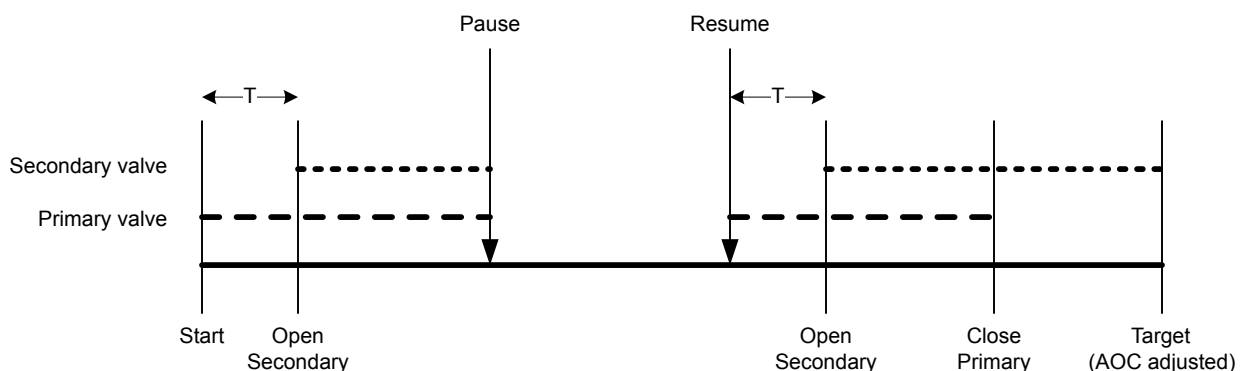 Pause
Resume
T
T
Secondary valve
Primary valve
Start
Open
Secondary
Open
Secondary
Close
Primary
Target
(AOC adjusted)